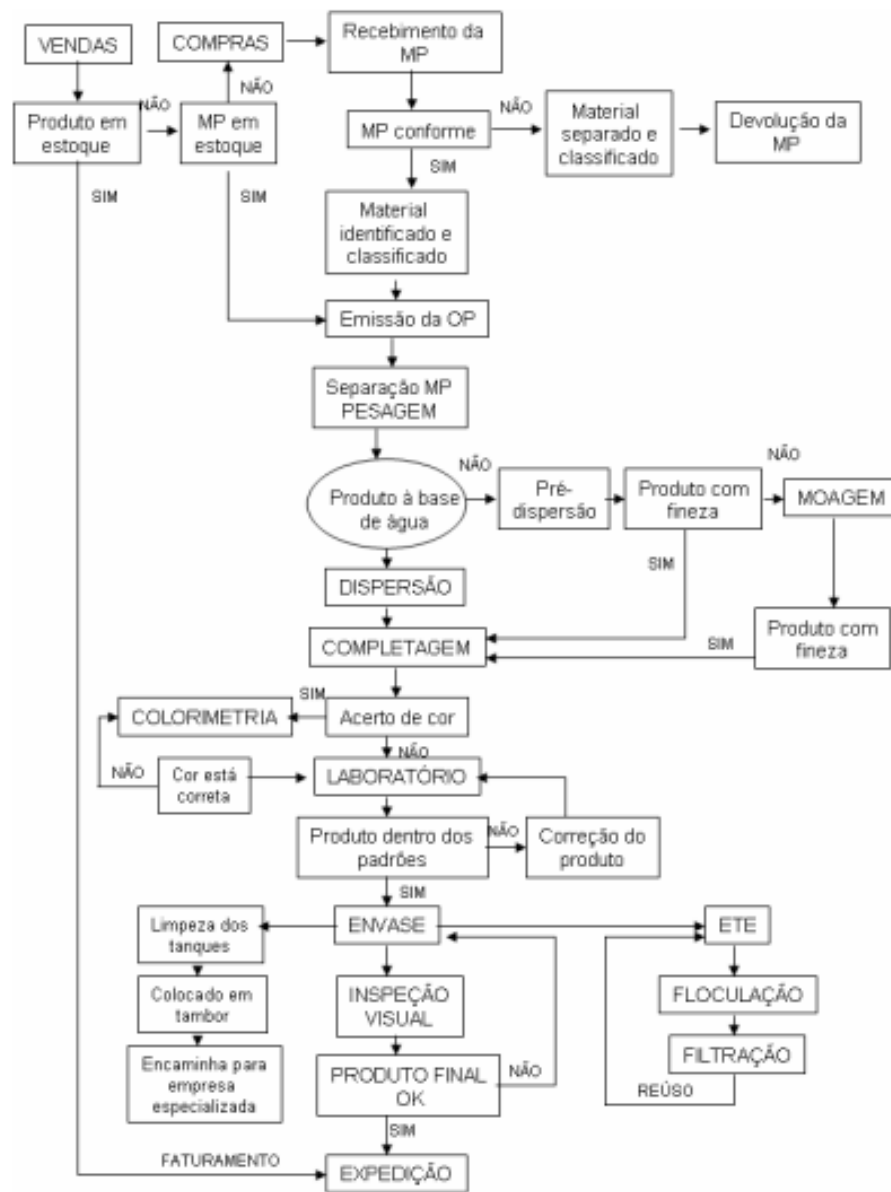 VENDAS
COMPRAS
Recebimento da
MP
NÃO
NÃO
Produto em
estoque
MP em
estoque
MP conforme
NÃO
Material
separado e
classificado
Devolução da
MP
SIM
SIM
SIM
Material
identificado e
classificado
Emissão da OP
Separação MP
PESAGEM
Produto à base
de água
NÃO
Pré-
dispersão
Produto com
fineza
NÃO
MOAGEM
SIM
DISPERSÃO
COMPLETAGEM
SIM
Produto com
fineza
COLORIMETRIA
SIM
Acerto de cor
NÃO
NÃO
Cor está
correta
LABORATÓRIO
Produto dentro dos
padrões
NÃO
Correção do
produto
SIM
Limpeza dos
tanques
ENVASE
ETE
Colocado em
tambor
INSPEÇÃO
VISUAL
FLOCULAÇÃO
Encaminha para
empresa
especializada
PRODUTO FINAL
OK
NÃO
FILTRAÇÃO
REÚSO
SIM
FATURAMENTO
EXPEDIÇÃO